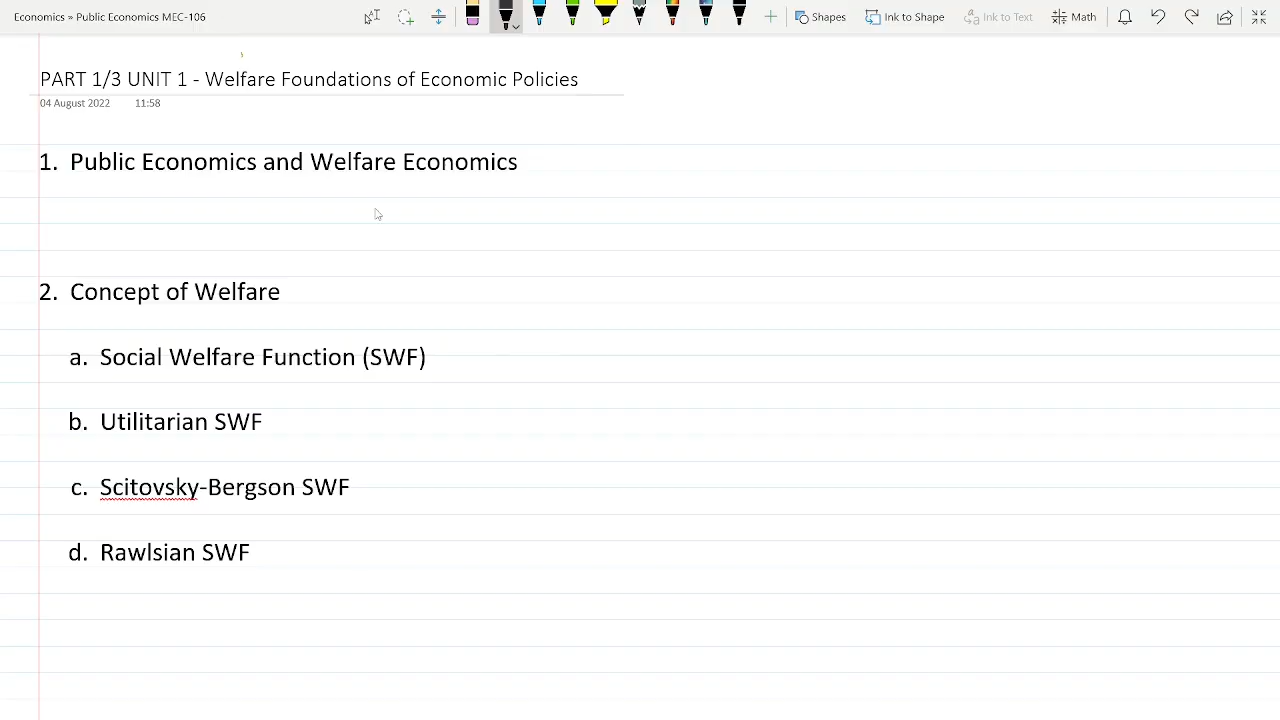 Economics » Public Economics MEC-106
Shapes
Ink to Shape
Ink to Text
Math
PART 1/3 UNIT 1 - Welfare Foundations of Economic Policies
04 August 2022 11:58
1. Public Economics and Welfare Economics
2. Concept of Welfare
a. Social Welfare Function (SWF)
b. Utilitarian SWF
c. Scitovsky-Bergson SWF
d. Rawlsian SWF